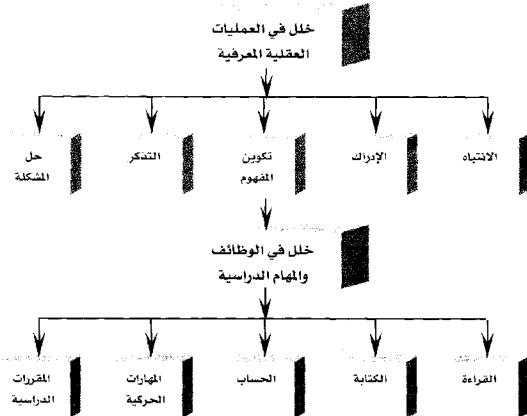 خلل في العمليات
العقلية المعرفية
الانتباه
الإدراك
تكوين
المفهوم
التذكر
حل
المشكلة
خلل في الوظائف
والمهام الدراسية
القراءة
الكتابة
الحساب
المهارات
الحركية
المقررات
الدراسية